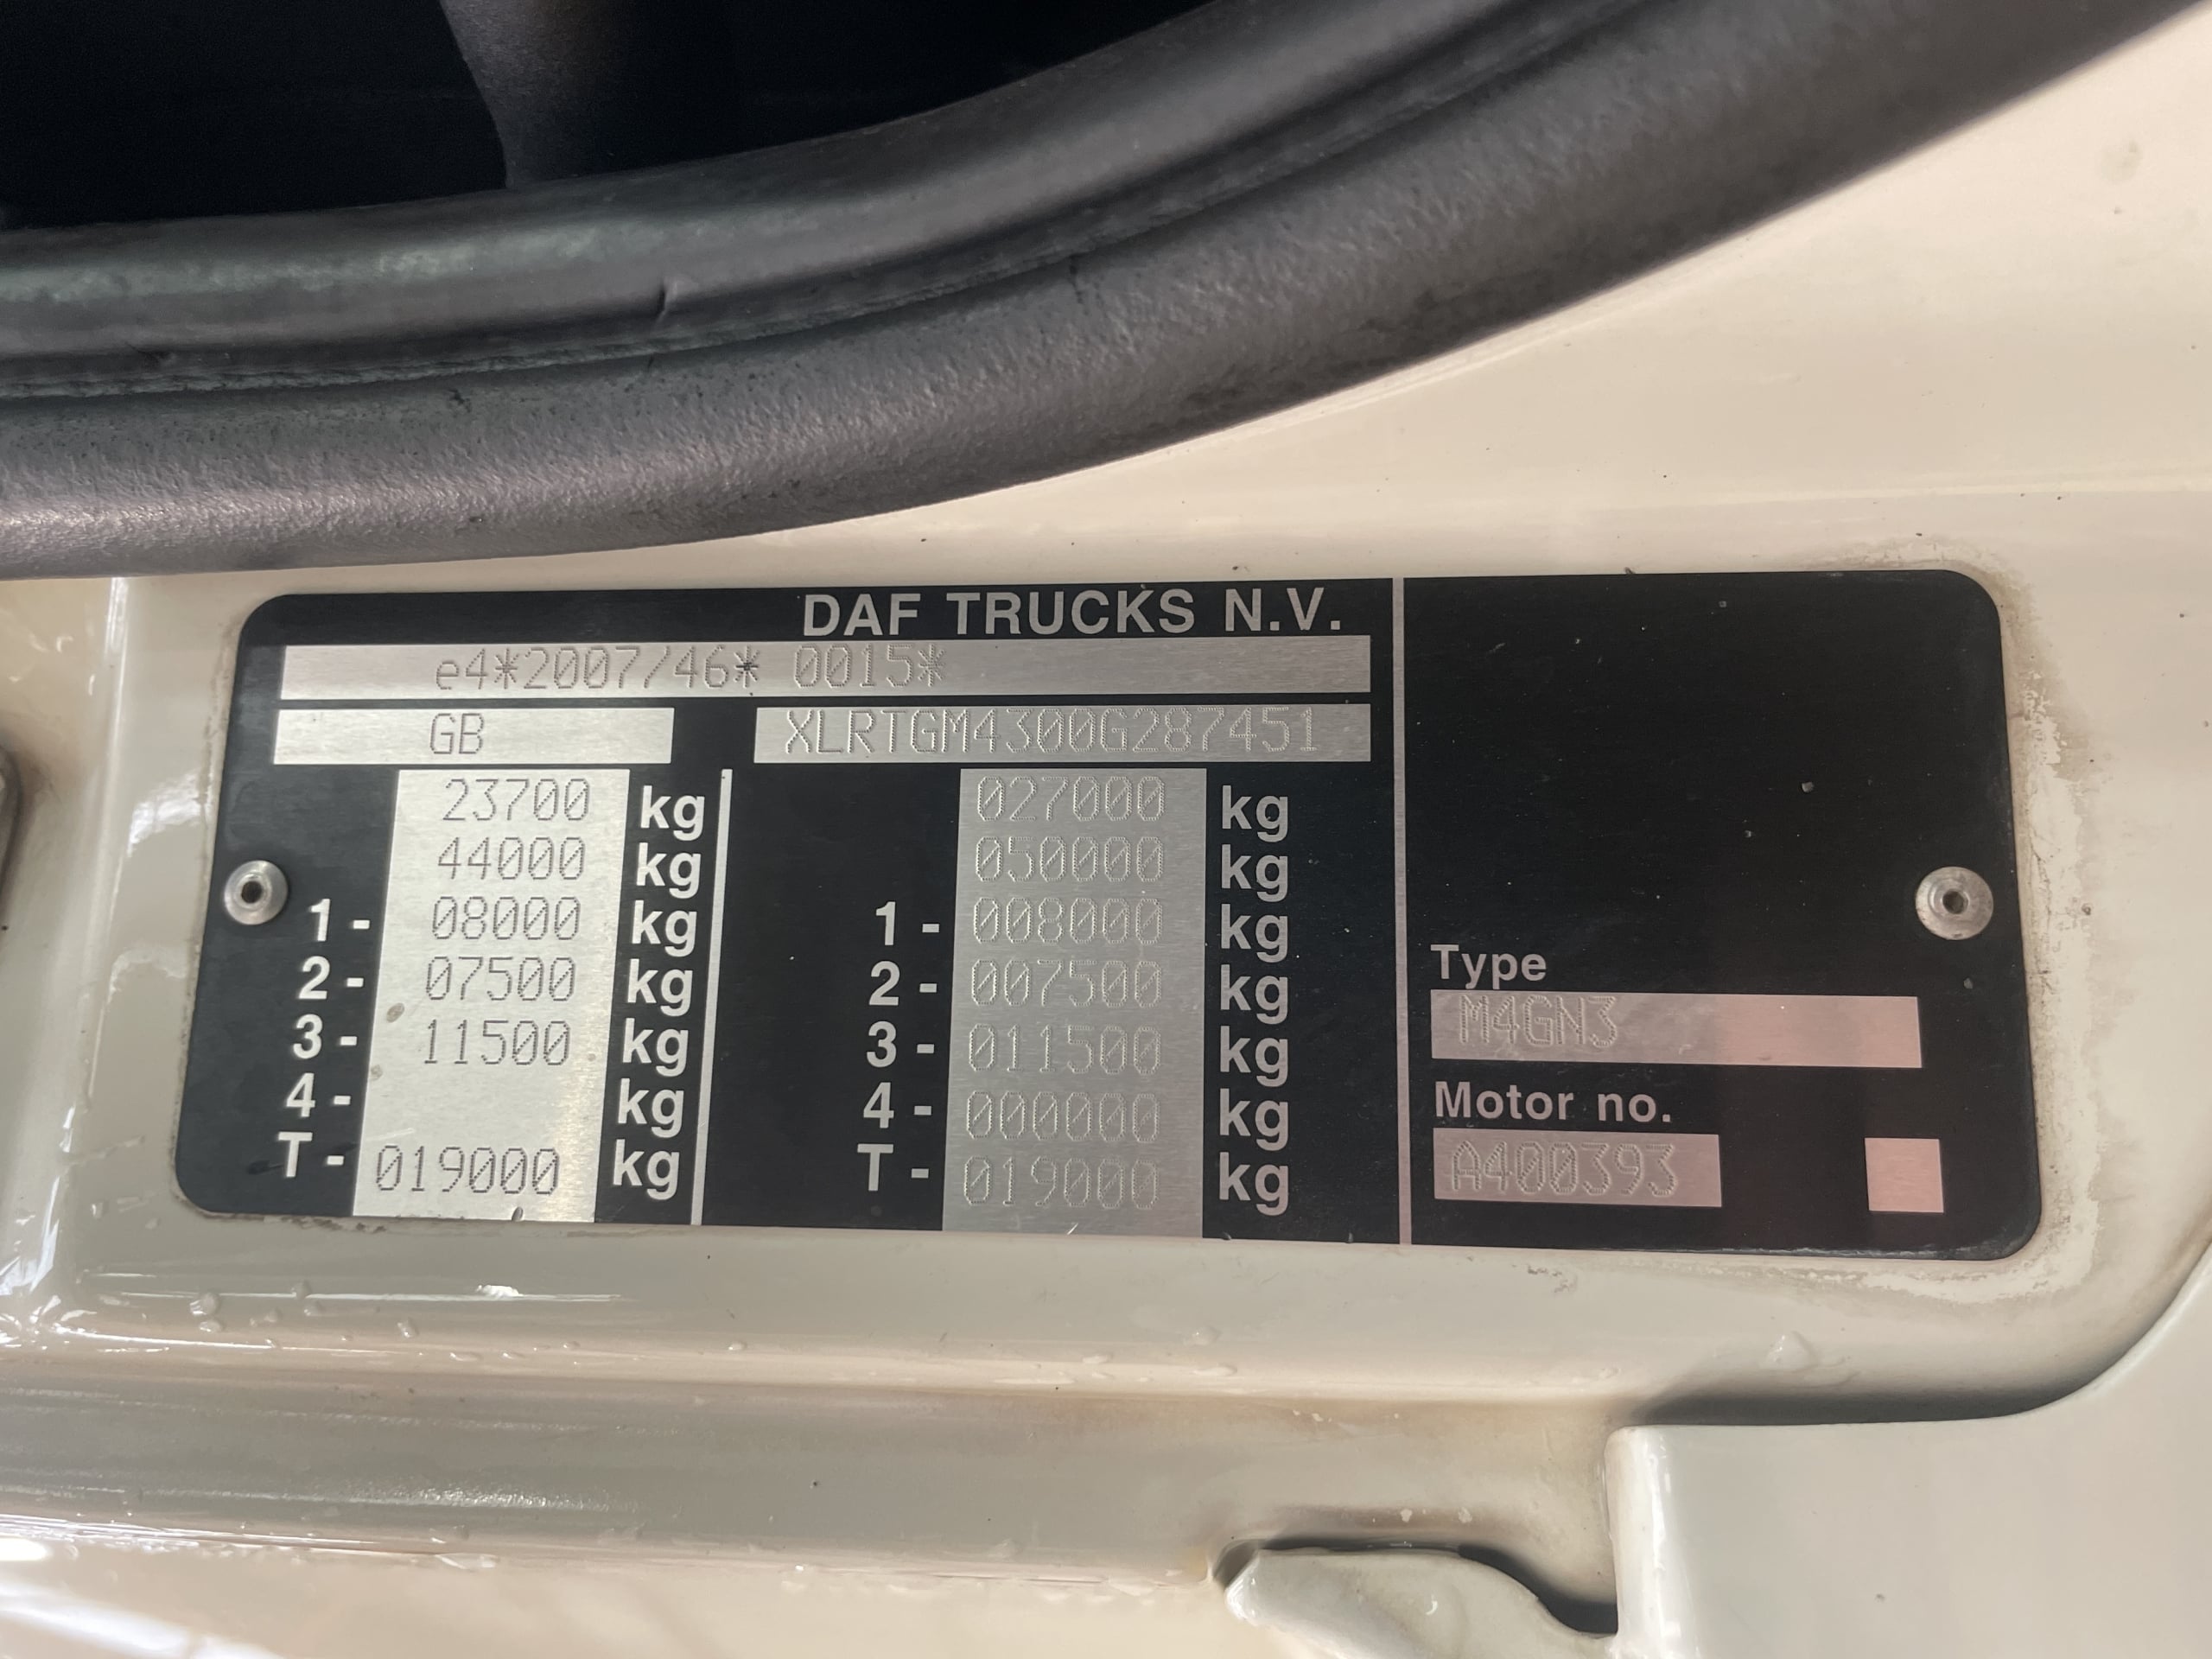 DAF TRUCKS N.V.
e4*2007/46* 0015*
GB XLRTGM4300G287451
23700 kg 027000 kg
44000 kg 050000 kg
1- 08000 kg 1- 008000 kg
2- 07500 kg 2- 007500 kg
3- 11500 kg 3- 011500 kg
4- kg 4- 000000 kg
T- 019000 kg T- 019000 kg
Type
M4GN3
Motor no.
A400393